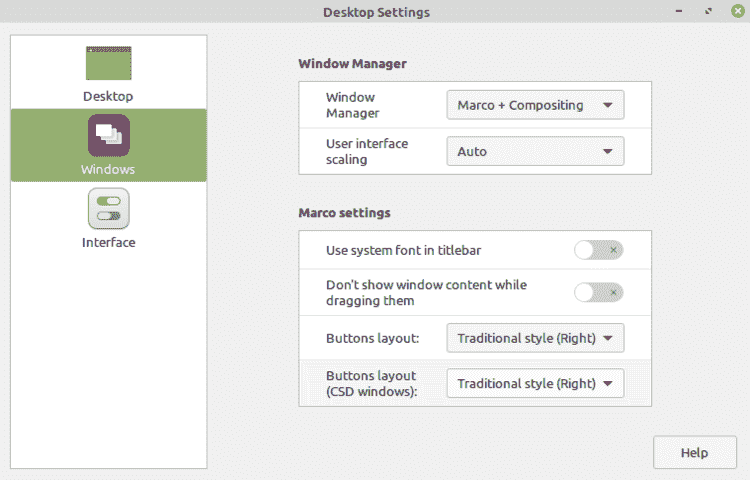 Desktop Settings
Desktop
Windows
Interface
Window Manager
Window
Manager
Marco + Compositing
User interface
scaling
Auto
Marco settings
Use system font in titlebar
Don't show window content while
dragging them
Buttons layout:
Traditional style (Right)
Buttons layout
(CSD windows):
Traditional style (Right)
Help